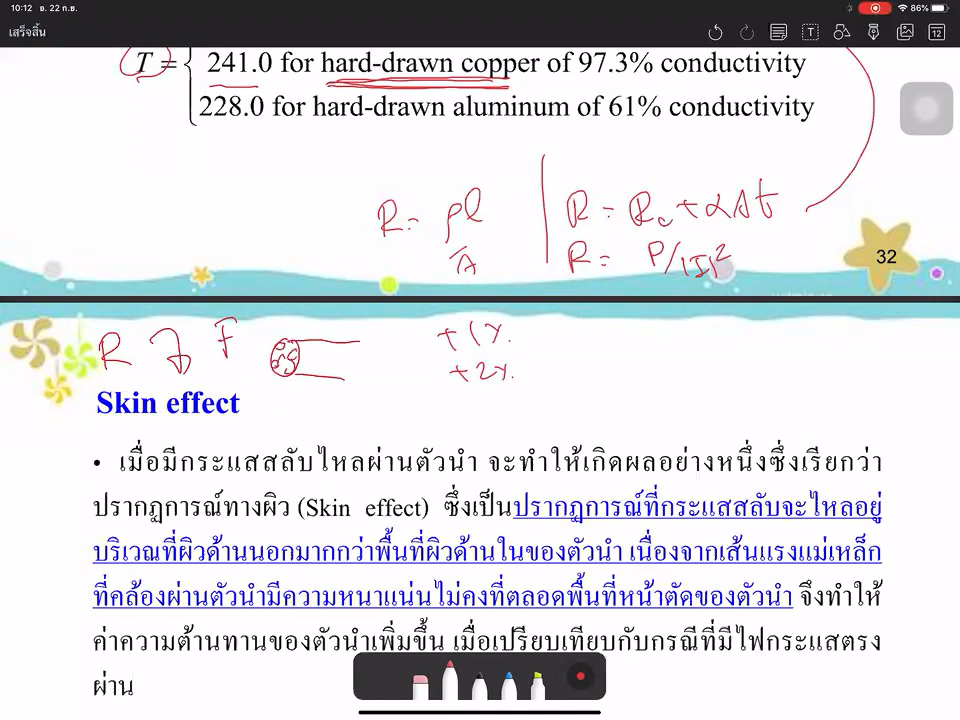 10:12 อ. 22 ก.ย.
86%
เสร็จสิ้น
T
12
T = { 241.0 for hard-drawn copper of 97.3% conductivity
228.0 for hard-drawn aluminum of 61% conductivity
R = ρl
A
R = + αΔt
R = P/|I|²
32
R F
+1%.
+2%.
Skin effect
• เมื่อมีกระแสสลับไหลผ่านตัวนำ จะทำให้เกิดผลอย่างหนึ่งซึ่งเรียกว่า
ปรากฏการณ์ทางผิว (Skin effect) ซึ่งเป็นปรากฏการณ์ที่กระแสสลับจะไหลอยู่
บริเวณที่ผิวด้านนอกมากกว่าพื้นที่ผิวด้านในของตัวนำ เนื่องจากเส้นแรงแม่เหล็ก
ที่คล้องผ่านตัวนำมีความหนาแน่นไม่คงที่ตลอดพื้นที่หน้าตัดของตัวนำ จึงทำให้
ค่าความต้านทานของตัวนำเพิ่มขึ้น เมื่อเปรียบเทียบกับกรณีที่มีไฟกระแสตรง
ผ่าน